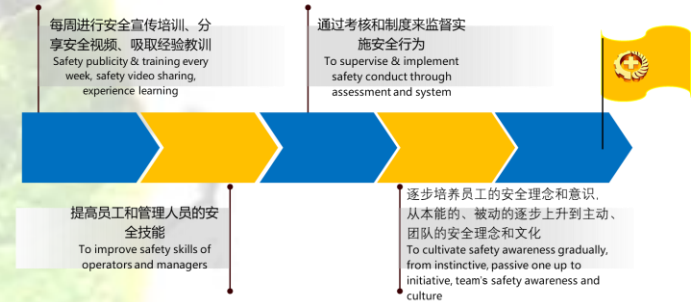 每周进行安全宣传培训、分
享安全视频、吸取经验教训
Safety publicity & training every
week, safety video sharing,
experience learning
通过考核和制度来监督实
施安全行为
To supervise & implement
safety conduct through
assessment and system
提高员工和管理人员的安
全技能
To improve safety skills of
operators and managers
逐步培养员工的安全理念和意识,
从本能的、被动的逐步上升到主动、
团队的安全理念和文化
To cultivate safety awareness gradually,
from instinctive, passive one up to
initiative, team's safety awareness and
culture